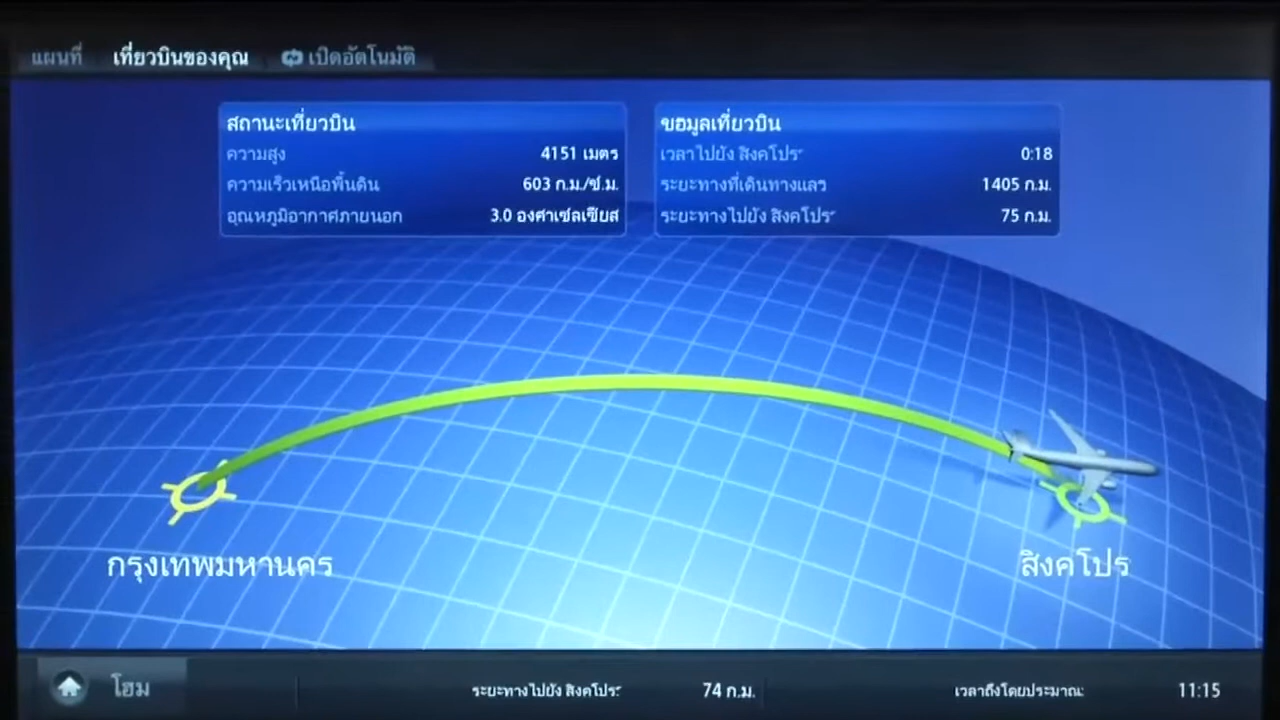 แผนที่ เที่ยวบินของคุณ เปิดอัตโนมัติ
สถานะเที่ยวบิน
ความสูง 4151 เมตร
ความเร็วเหนือพื้นดิน 603 ก.ม./ช.ม.
อุณหภูมิอากาศภายนอก 3.0 องศาเซลเซียส
ข้อมูลเที่ยวบิน
เวลาไปยัง สิงคโปร์ 0:18
ระยะทางที่เดินทางแล้ว 1405 ก.ม.
ระยะทางไปยัง สิงคโปร์ 75 ก.ม.
กรุงเทพมหานคร
สิงคโปร์
โฮม ระยะทางไปยัง สิงคโปร์: 74 ก.ม. เวลาถึงโดยประมาณ: 11:15